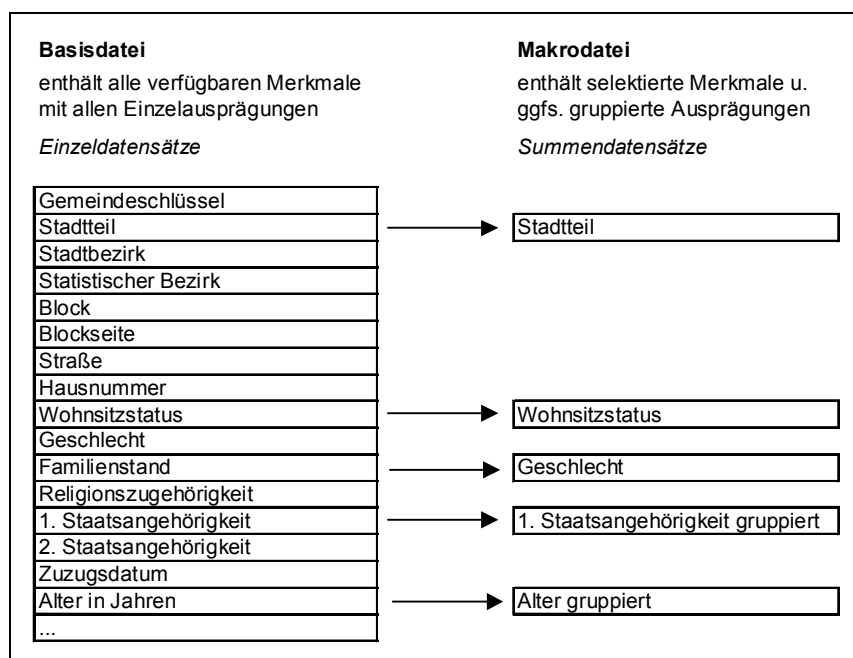 Basisdatei
enthält alle verfügbaren Merkmale
mit allen Einzelausprägungen
Einzeldatensätze
Makrodatei
enthält selektierte Merkmale u.
ggfs. gruppierte Ausprägungen
Summendatensätze
Gemeindeschlüssel
Stadtteil
Stadtbezirk
Statistischer Bezirk
Block
Blockseite
Straße
Hausnummer
Wohnsitzstatus
Geschlecht
Familienstand
Religionszugehörigkeit
1. Staatsangehörigkeit
2. Staatsangehörigkeit
Zuzugsdatum
Alter in Jahren
...
Stadtteil
Wohnsitzstatus
Geschlecht
1. Staatsangehörigkeit gruppiert
Alter gruppiert